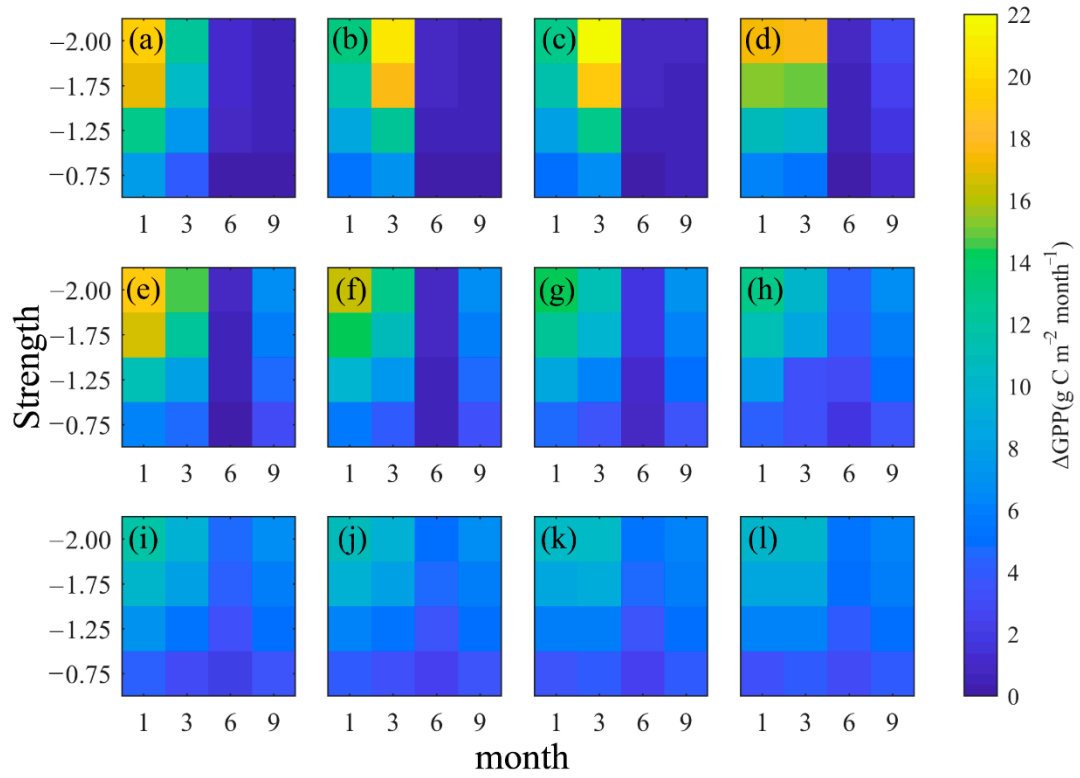 (a) (b) (c) (d)
−2.00
−1.75
−1.25
−0.75
1 3 6 9 1 3 6 9 1 3 6 9 1 3 6 9
(e) (f) (g) (h)
−2.00
−1.75
−1.25
−0.75
1 3 6 9 1 3 6 9 1 3 6 9 1 3 6 9
(i) (j) (k) (l)
−2.00
−1.75
−1.25
−0.75
1 3 6 9 1 3 6 9 1 3 6 9 1 3 6 9
Strength
month
22
20
18
16
14
12
10
8
6
4
2
0
ΔGPP(g C m⁻² month⁻¹)